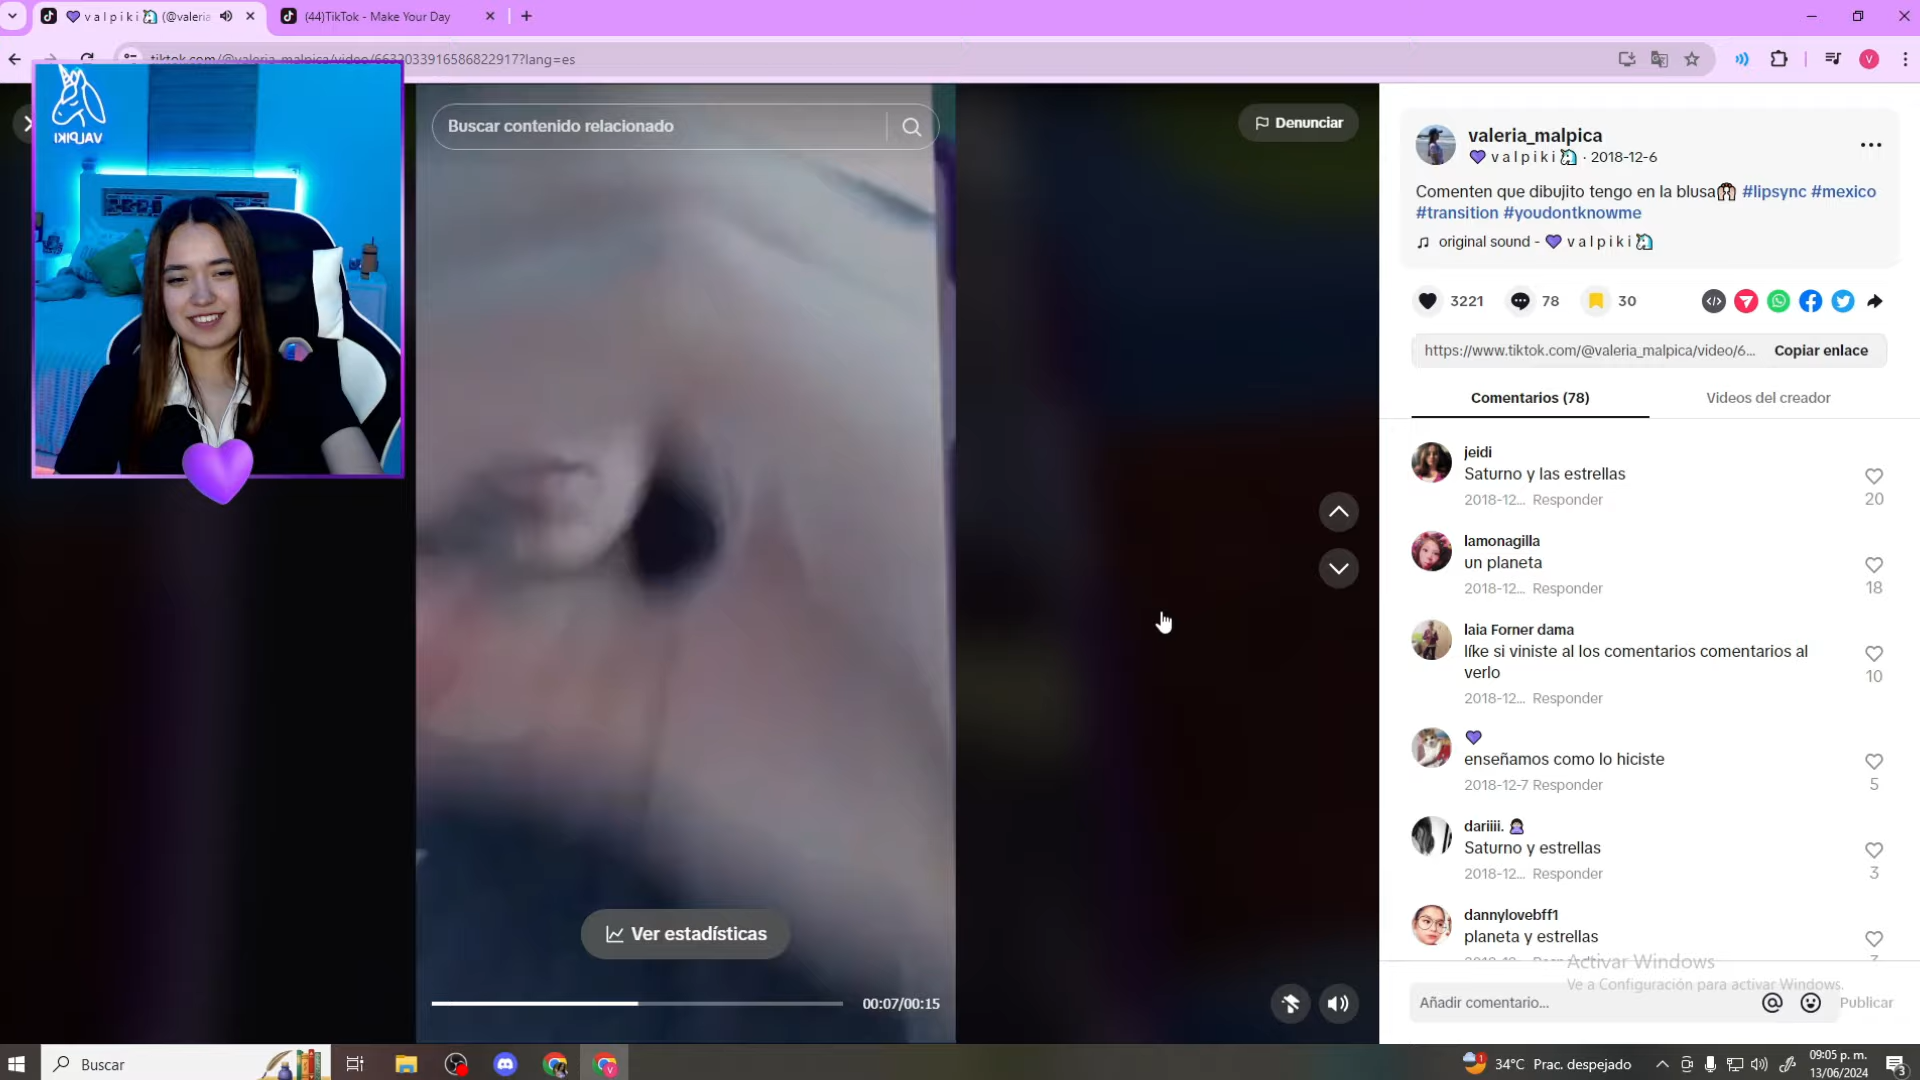 v a l p i k i (@valeria
(44)TikTok - Make Your Day
tiktok.com/@valeria_malpica/video/6632033916586822917?lang=es
VALPIKI
Buscar contenido relacionado
Denunciar
valeria_malpica
v a l p i k i · 2018-12-6
Comenten que dibujito tengo en la blusa #lipsync #mexico
#transition #youdontknowme
original sound - 💜 v a l p i k i
3221
78
30
https://www.tiktok.com/@valeria_malpica/video/6...
Copiar enlace
Comentarios (78)
Videos del creador
jeidi
Saturno y las estrellas
2018-12... Responder
20
lamonagilla
un planeta
2018-12... Responder
18
laia Forner dama
líke si viniste al los comentarios comentarios al
verlo
2018-12... Responder
10
💜
enseñamos como lo hiciste
2018-12-7 Responder
5
dariiii.
Saturno y estrellas
2018-12... Responder
3
dannylovebff1
planeta y estrellas
Ver estadísticas
00:07/00:15
Activar Windows
Ve a Configuración para activar Windows.
Añadir comentario...
Publicar
Buscar
34°C Prac. despejado
09:05 p. m.
13/06/2024